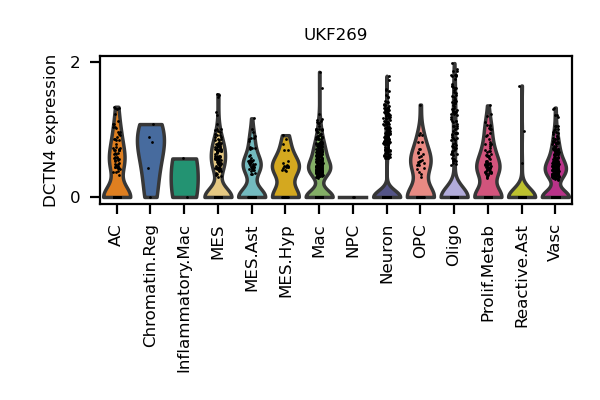 UKF269
DCTN4 expression
2
0
AC
Chromatin.Reg
Inflammatory.Mac
MES
MES.Ast
MES.Hyp
Mac
NPC
Neuron
OPC
Oligo
Prolif.Metab
Reactive.Ast
Vasc